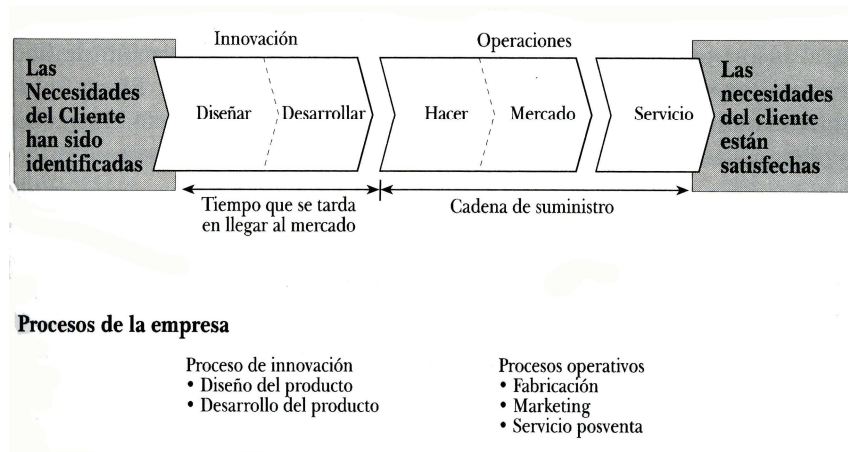 Innovación
Operaciones
Las
Necesidades
del Cliente
han sido
identificadas
Diseñar
Desarrollar
Hacer
Mercado
Servicio
Las
necesidades
del cliente
están
satisfechas
Tiempo que se tarda
en llegar al mercado
Cadena de suministro
Procesos de la empresa
Proceso de innovación
• Diseño del producto
• Desarrollo del producto
Procesos operativos
• Fabricación
• Marketing
• Servicio posventa